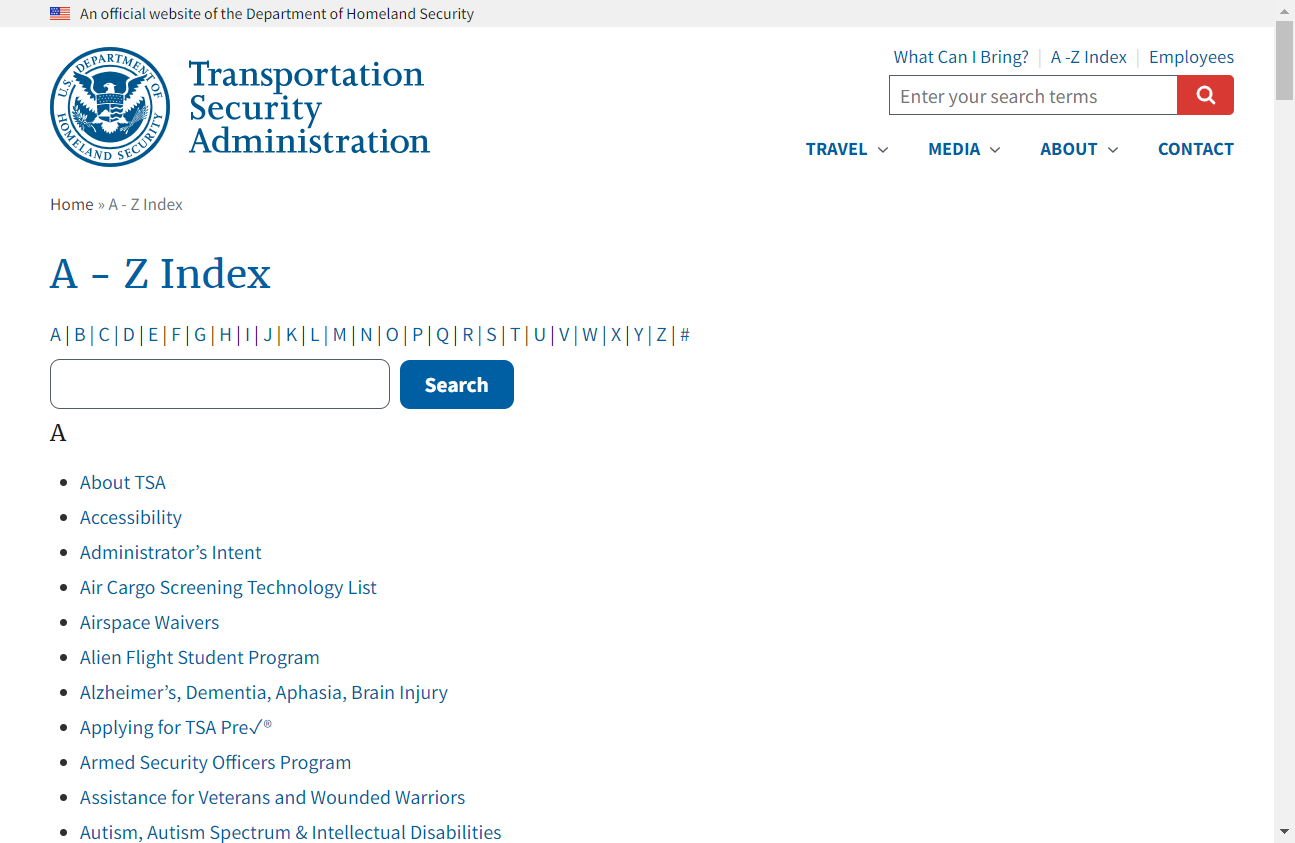 An official website of the Department of Homeland Security
U.S. DEPARTMENT OF HOMELAND SECURITY
Transportation
Security
Administration
What Can I Bring? | A -Z Index | Employees
Enter your search terms
TRAVEL MEDIA ABOUT CONTACT
Home » A - Z Index
A - Z Index
A | B | C | D | E | F | G | H | I | J | K | L | M | N | O | P | Q | R | S | T | U | V | W | X | Y | Z | #
Search
A
• About TSA
• Accessibility
• Administrator’s Intent
• Air Cargo Screening Technology List
• Airspace Waivers
• Alien Flight Student Program
• Alzheimer’s, Dementia, Aphasia, Brain Injury
• Applying for TSA Pre✓®
• Armed Security Officers Program
• Assistance for Veterans and Wounded Warriors
• Autism, Autism Spectrum & Intellectual Disabilities